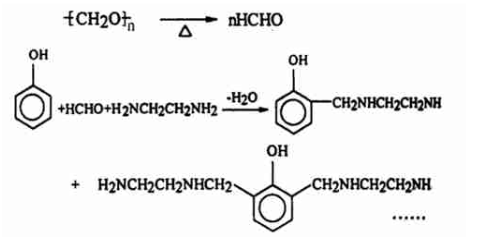 -[CH2O]n- → nHCHO
Δ
OH OH
+HCHO+H2NCH2CH2NH2 -H2O → CH2NHCH2CH2NH
OH
+ H2NCH2CH2NHCH2 CH2NHCH2CH2NH
......